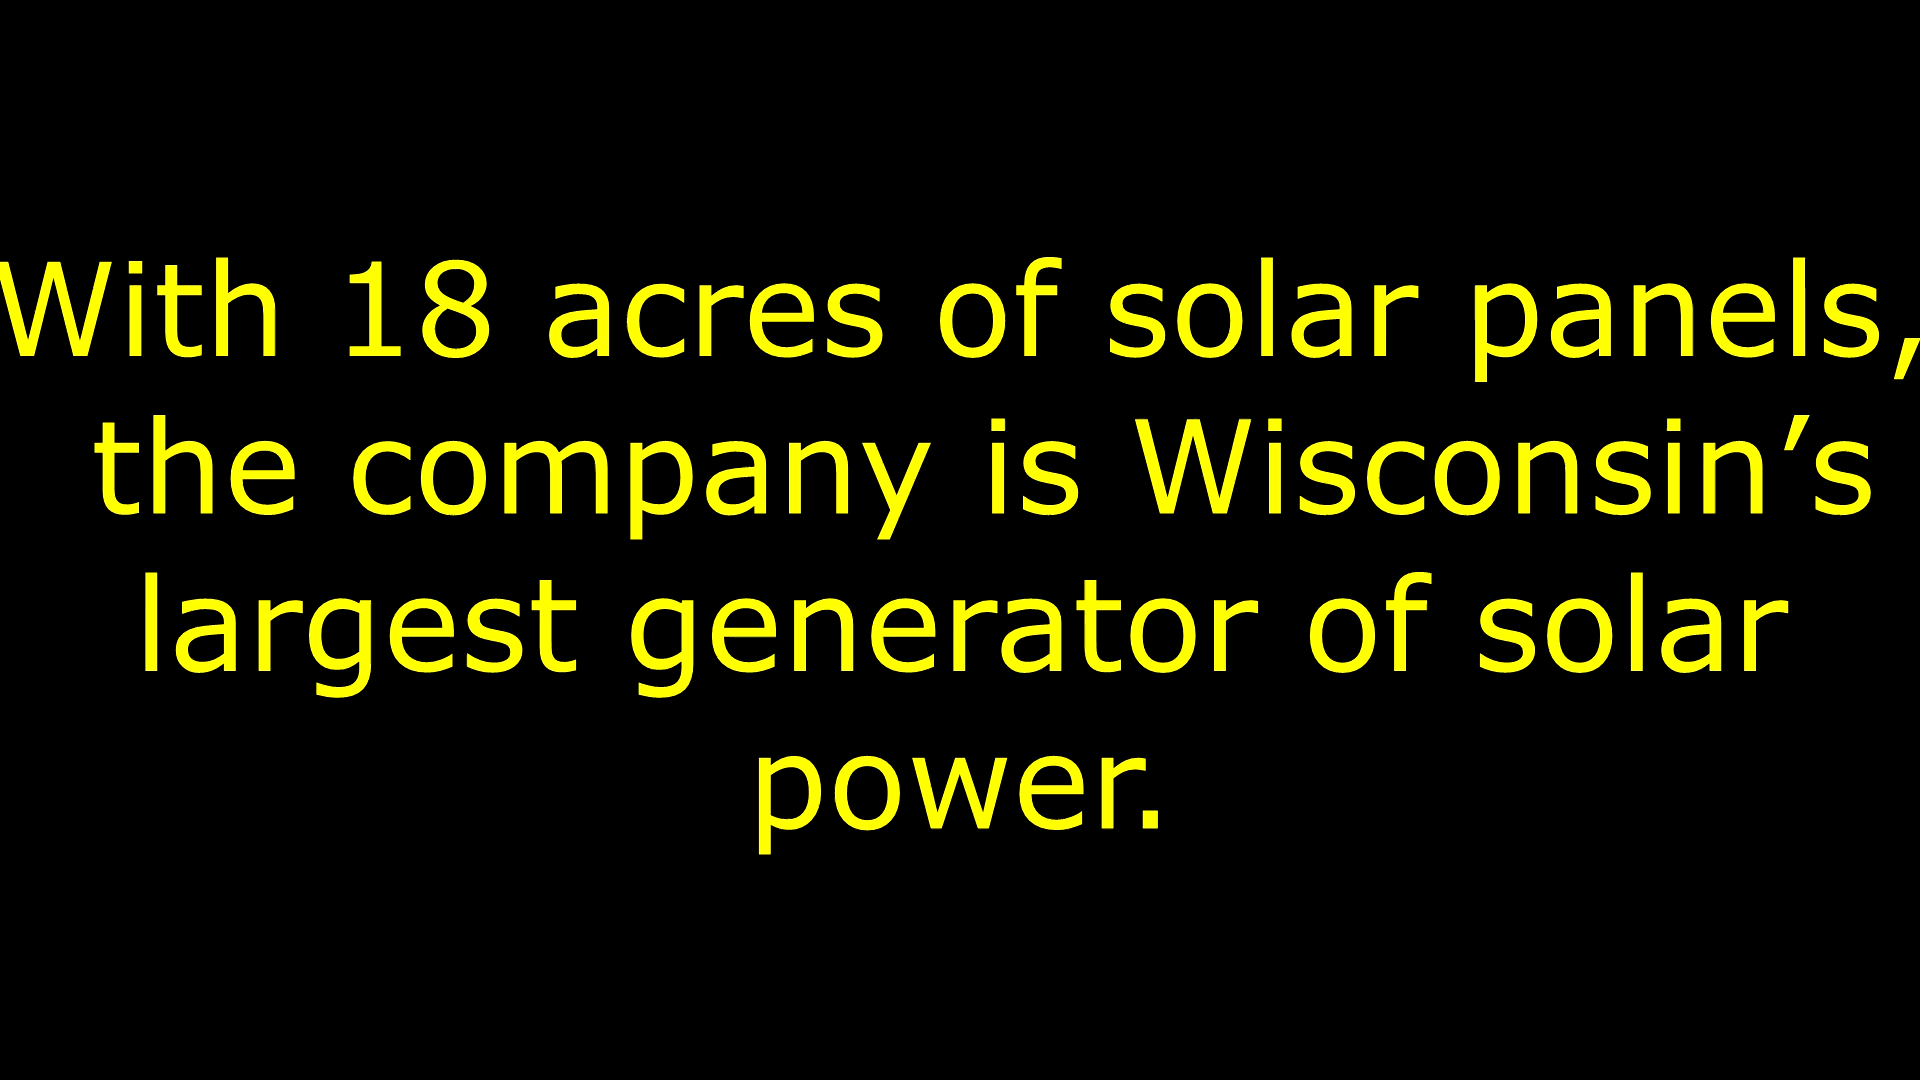 With 18 acres of solar panels,
the company is Wisconsin’s
largest generator of solar
power.